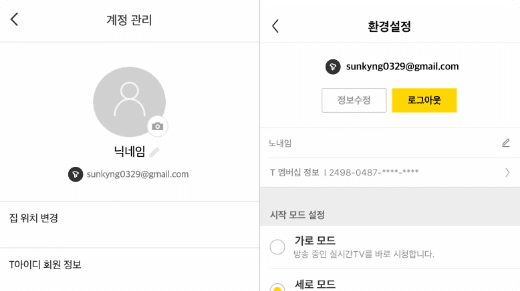 계정 관리
닉네임
sunkyng0329@gmail.com
집 위치 변경
T아이디 회원 정보
환경설정
sunkyng0329@gmail.com
정보수정
로그아웃
노내임
T 멤버십 정보 | 2498-0487-****-****
시작 모드 설정
가로 모드
방송 중인 실시간TV를 바로 시청합니다.
세로 모드